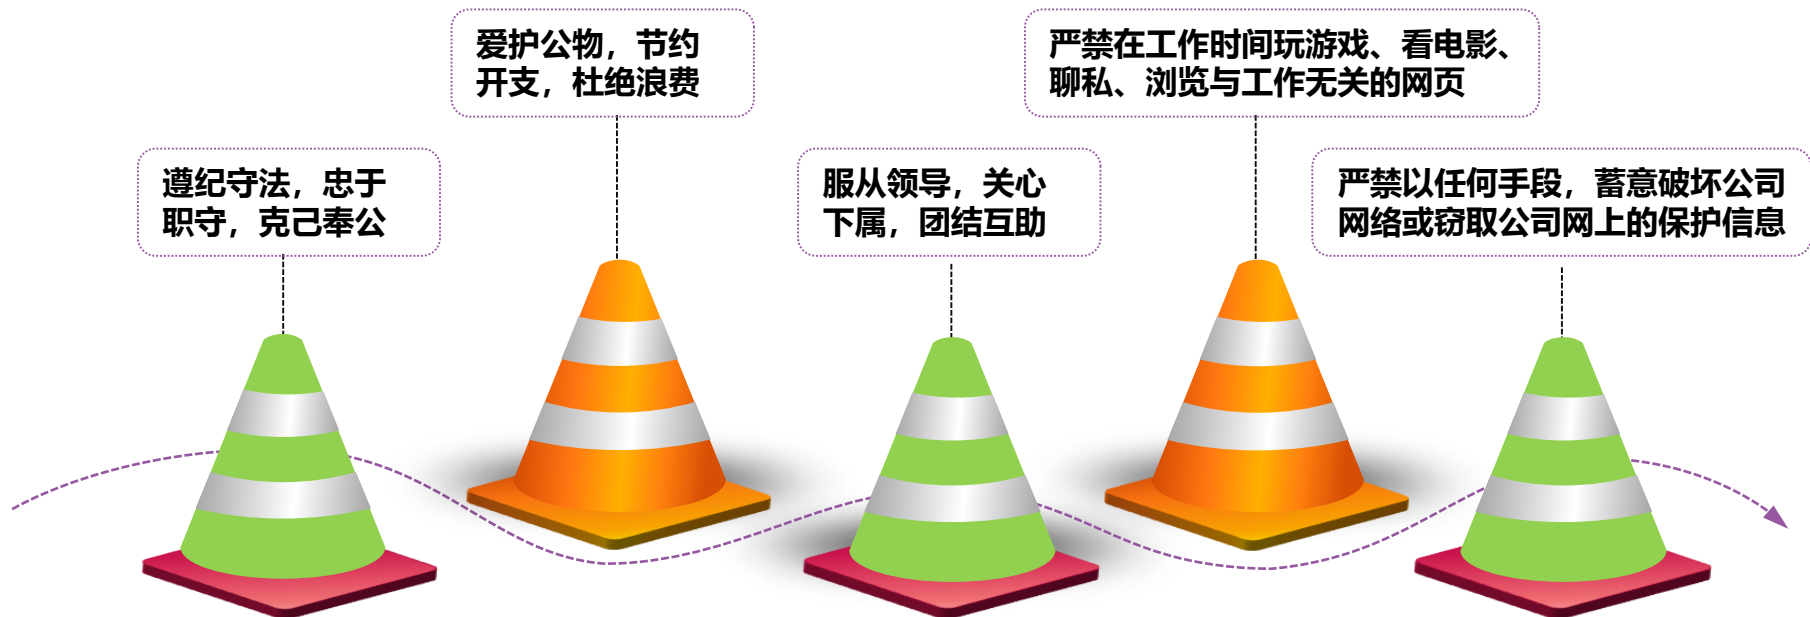 遵纪守法，忠于
职守，克己奉公
爱护公物，节约
开支，杜绝浪费
服从领导，关心
下属，团结互助
严禁在工作时间玩游戏、看电影、
聊私、浏览与工作无关的网页
严禁以任何手段，蓄意破坏公司
网络或窃取公司网上的保护信息